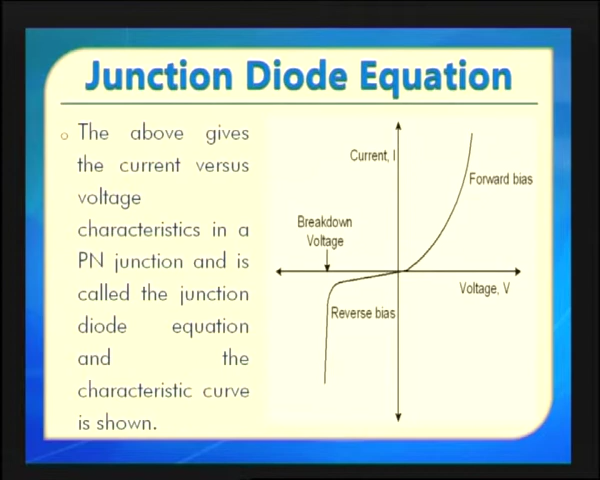 Junction Diode Equation
The above gives
the current versus
voltage
characteristics in a
PN junction and is
called the junction
diode equation
and the
characteristic curve
is shown.
Current, I
Forward bias
Breakdown
Voltage
Voltage, V
Reverse bias